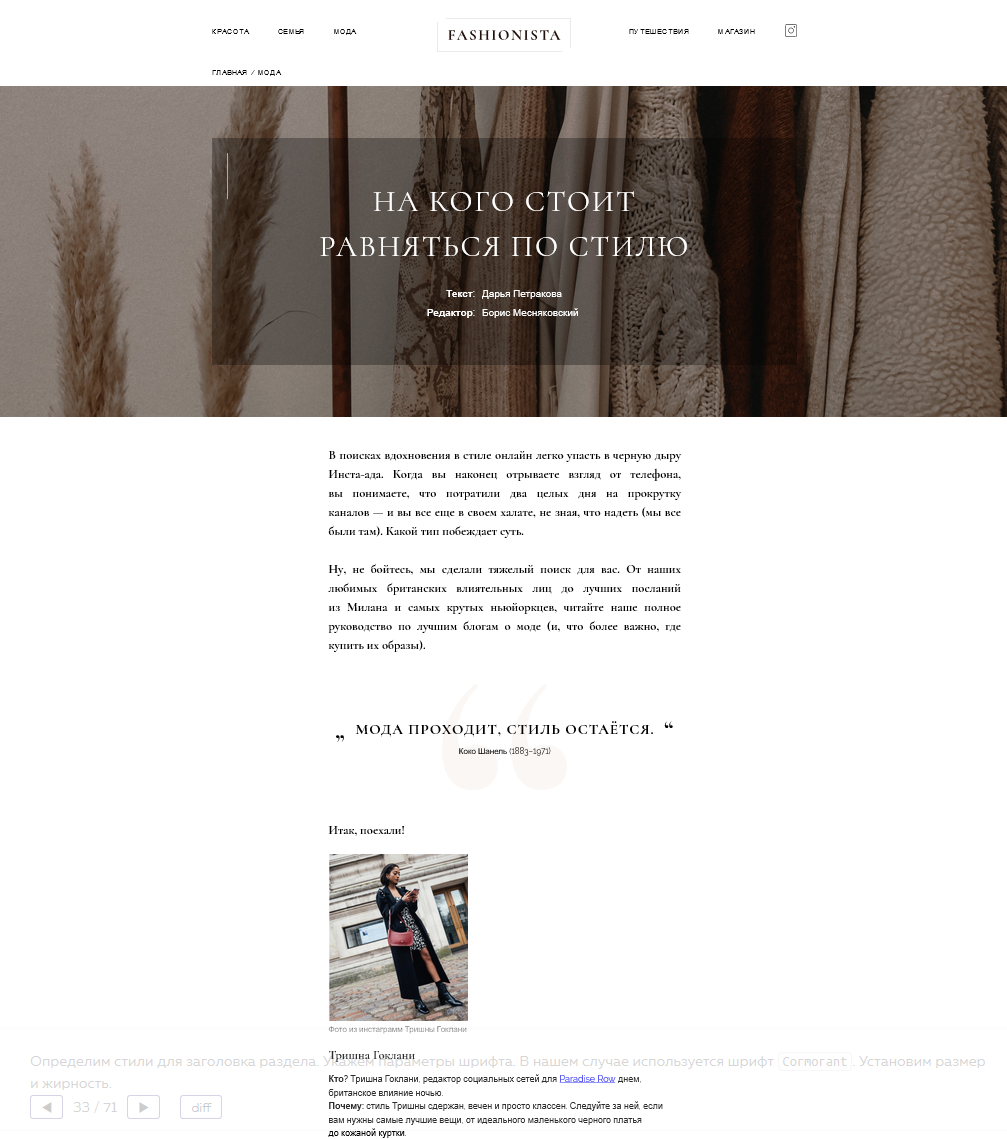 КРАСОТА СЕМЬЯ МОДА FASHIONISTA ПУТЕШЕСТВИЯ МАГАЗИН
ГЛАВНАЯ / МОДА
НА КОГО СТОИТ
РАВНЯТЬСЯ ПО СТИЛЮ
Текст: Дарья Петракова
Редактор: Борис Месняковский
В поисках вдохновения в стиле онлайн легко упасть в черную дыру
Инста-ада. Когда вы наконец отрываете взгляд от телефона,
вы понимаете, что потратили два целых дня на прокрутку
каналов — и вы все еще в своем халате, не зная, что надеть (мы все
были там). Какой тип побеждает суть.
Ну, не бойтесь, мы сделали тяжелый поиск для вас. От наших
любимых британских влиятельных лиц до лучших посланий
из Милана и самых крутых ньюйоркцев, читайте наше полное
руководство по лучшим блогам о моде (и, что более важно, где
купить их образы).
„ МОДА ПРОХОДИТ, СТИЛЬ ОСТАЁТСЯ. “
Коко Шанель (1883–1971)
Итак, поехали!
Фото из инстаграмм Тришны Гоклани
Тришна Гоклани
Определим стили для заголовка раздела. Укажем параметры шрифта. В нашем случае используется шрифт Cormorant. Установим размер
и жирность.
Кто? Тришна Гоклани, редактор социальных сетей для Paradise Row днем,
британское влияние ночью.
Почему: стиль Тришны сдержан, вечен и просто классен. Следуйте за ней, если
вам нужны самые лучшие вещи, от идеального маленького черного платья
до кожаной куртки.
33 / 71 diff